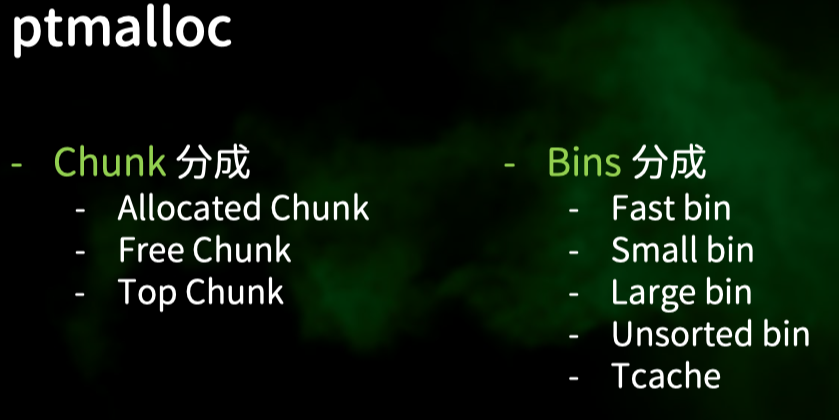 ptmalloc
- Chunk 分成
- Allocated Chunk
- Free Chunk
- Top Chunk
- Bins 分成
- Fast bin
- Small bin
- Large bin
- Unsorted bin
- Tcache